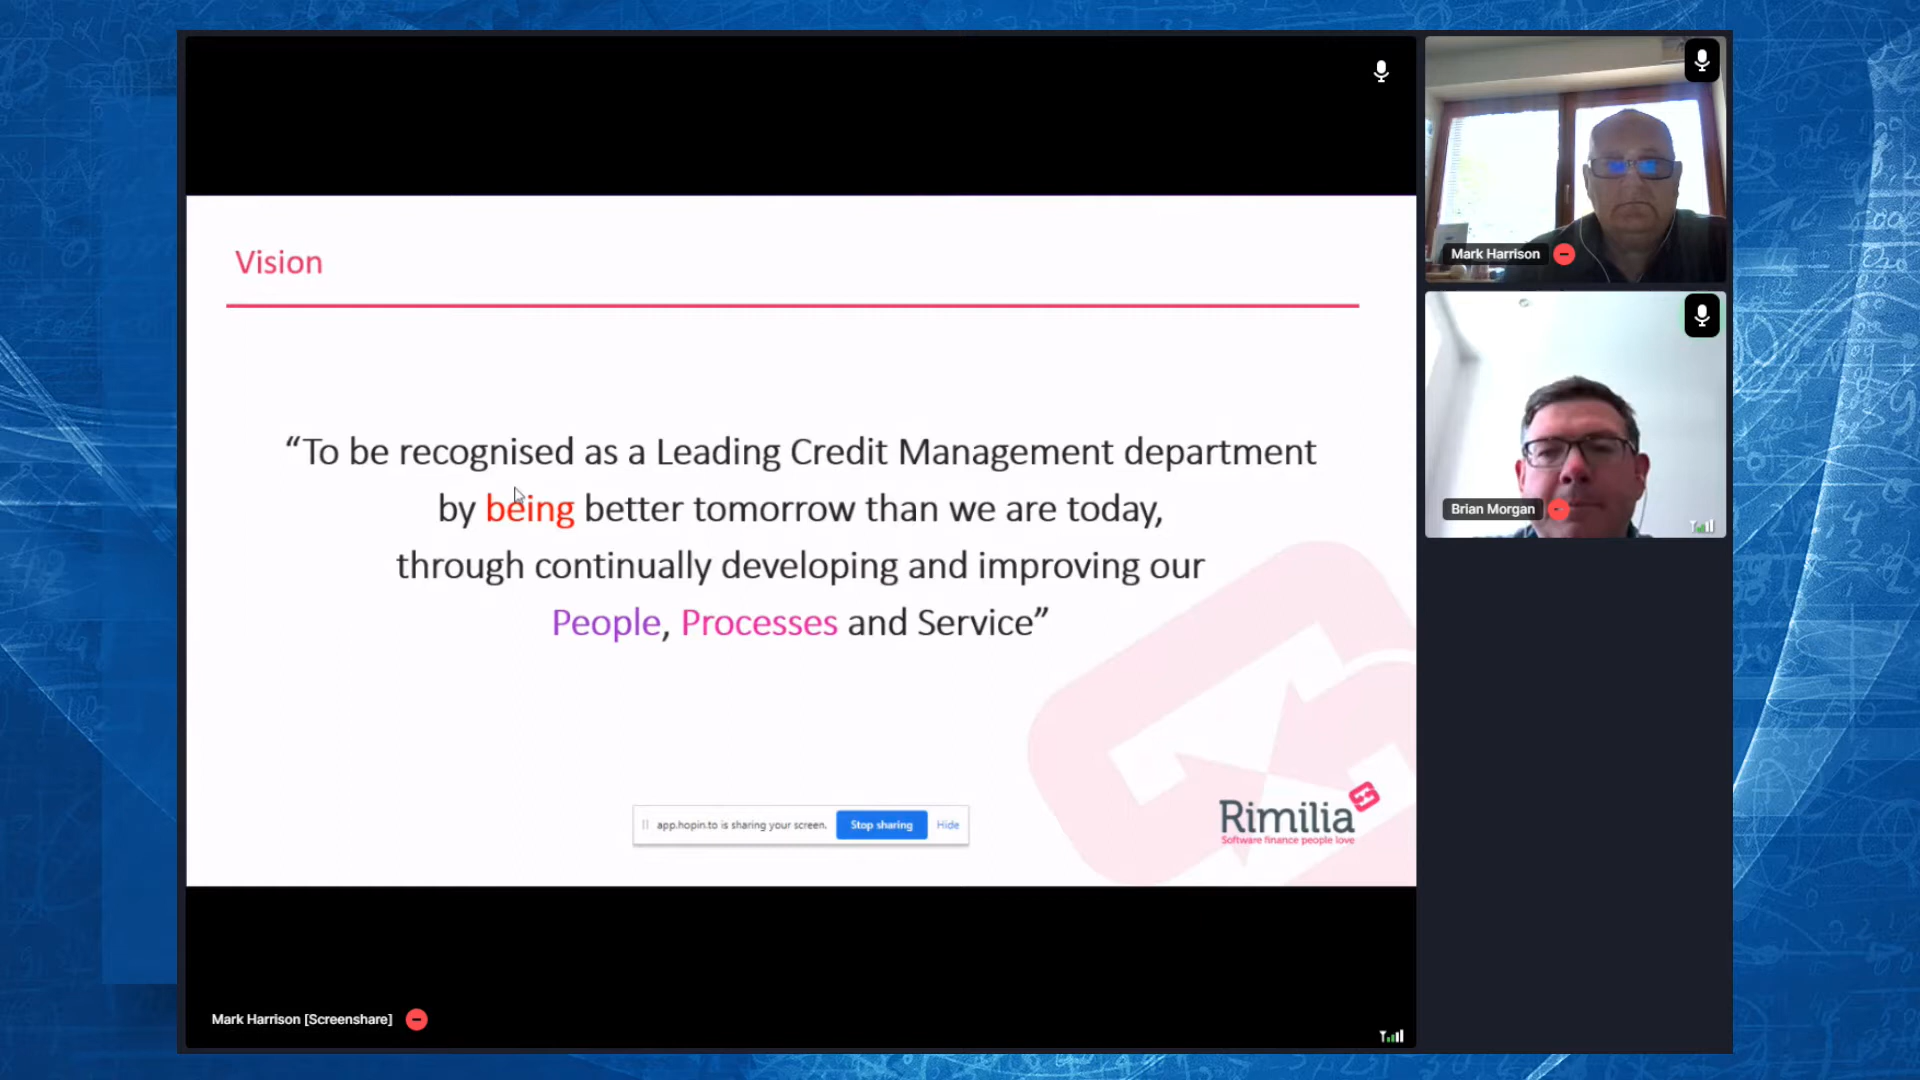 Vision
“To be recognised as a Leading Credit Management department
by being better tomorrow than we are today,
through continually developing and improving our
People, Processes and Service”
app.hopin.to is sharing your screen. Stop sharing Hide
Rimilia
Software finance people love
Mark Harrison [Screenshare]
Mark Harrison
Brian Morgan